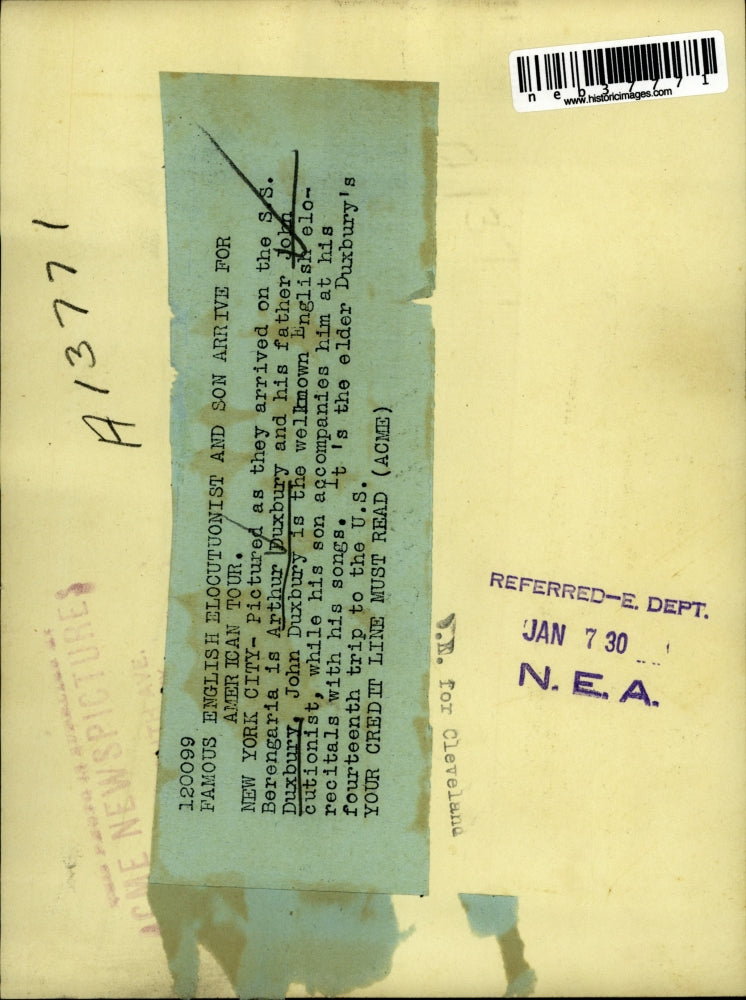 neb37771
www.historicimages.com
A13771
120099
FAMOUS ENGLISH ELOCUTUONIST AND SON ARRIVE FOR
AMERICAN TOUR.
NEW YORK CITY- Pictured as they arrived on the S.S.
Berengaria is Arthur Duxbury and his father John
Duxbury. John Duxbury is the wellknown English elo-
cutionist, while his son accompanies him at his
recitals with his songs. It 's the elder Duxbury's
fourteenth trip to the U.S.
YOUR CREDIT LINE MUST READ (ACME)
for Cleveland
REFERRED-E. DEPT.
JAN 7 30
N.E.A.
ACME NEWSPICTURES
AVE.